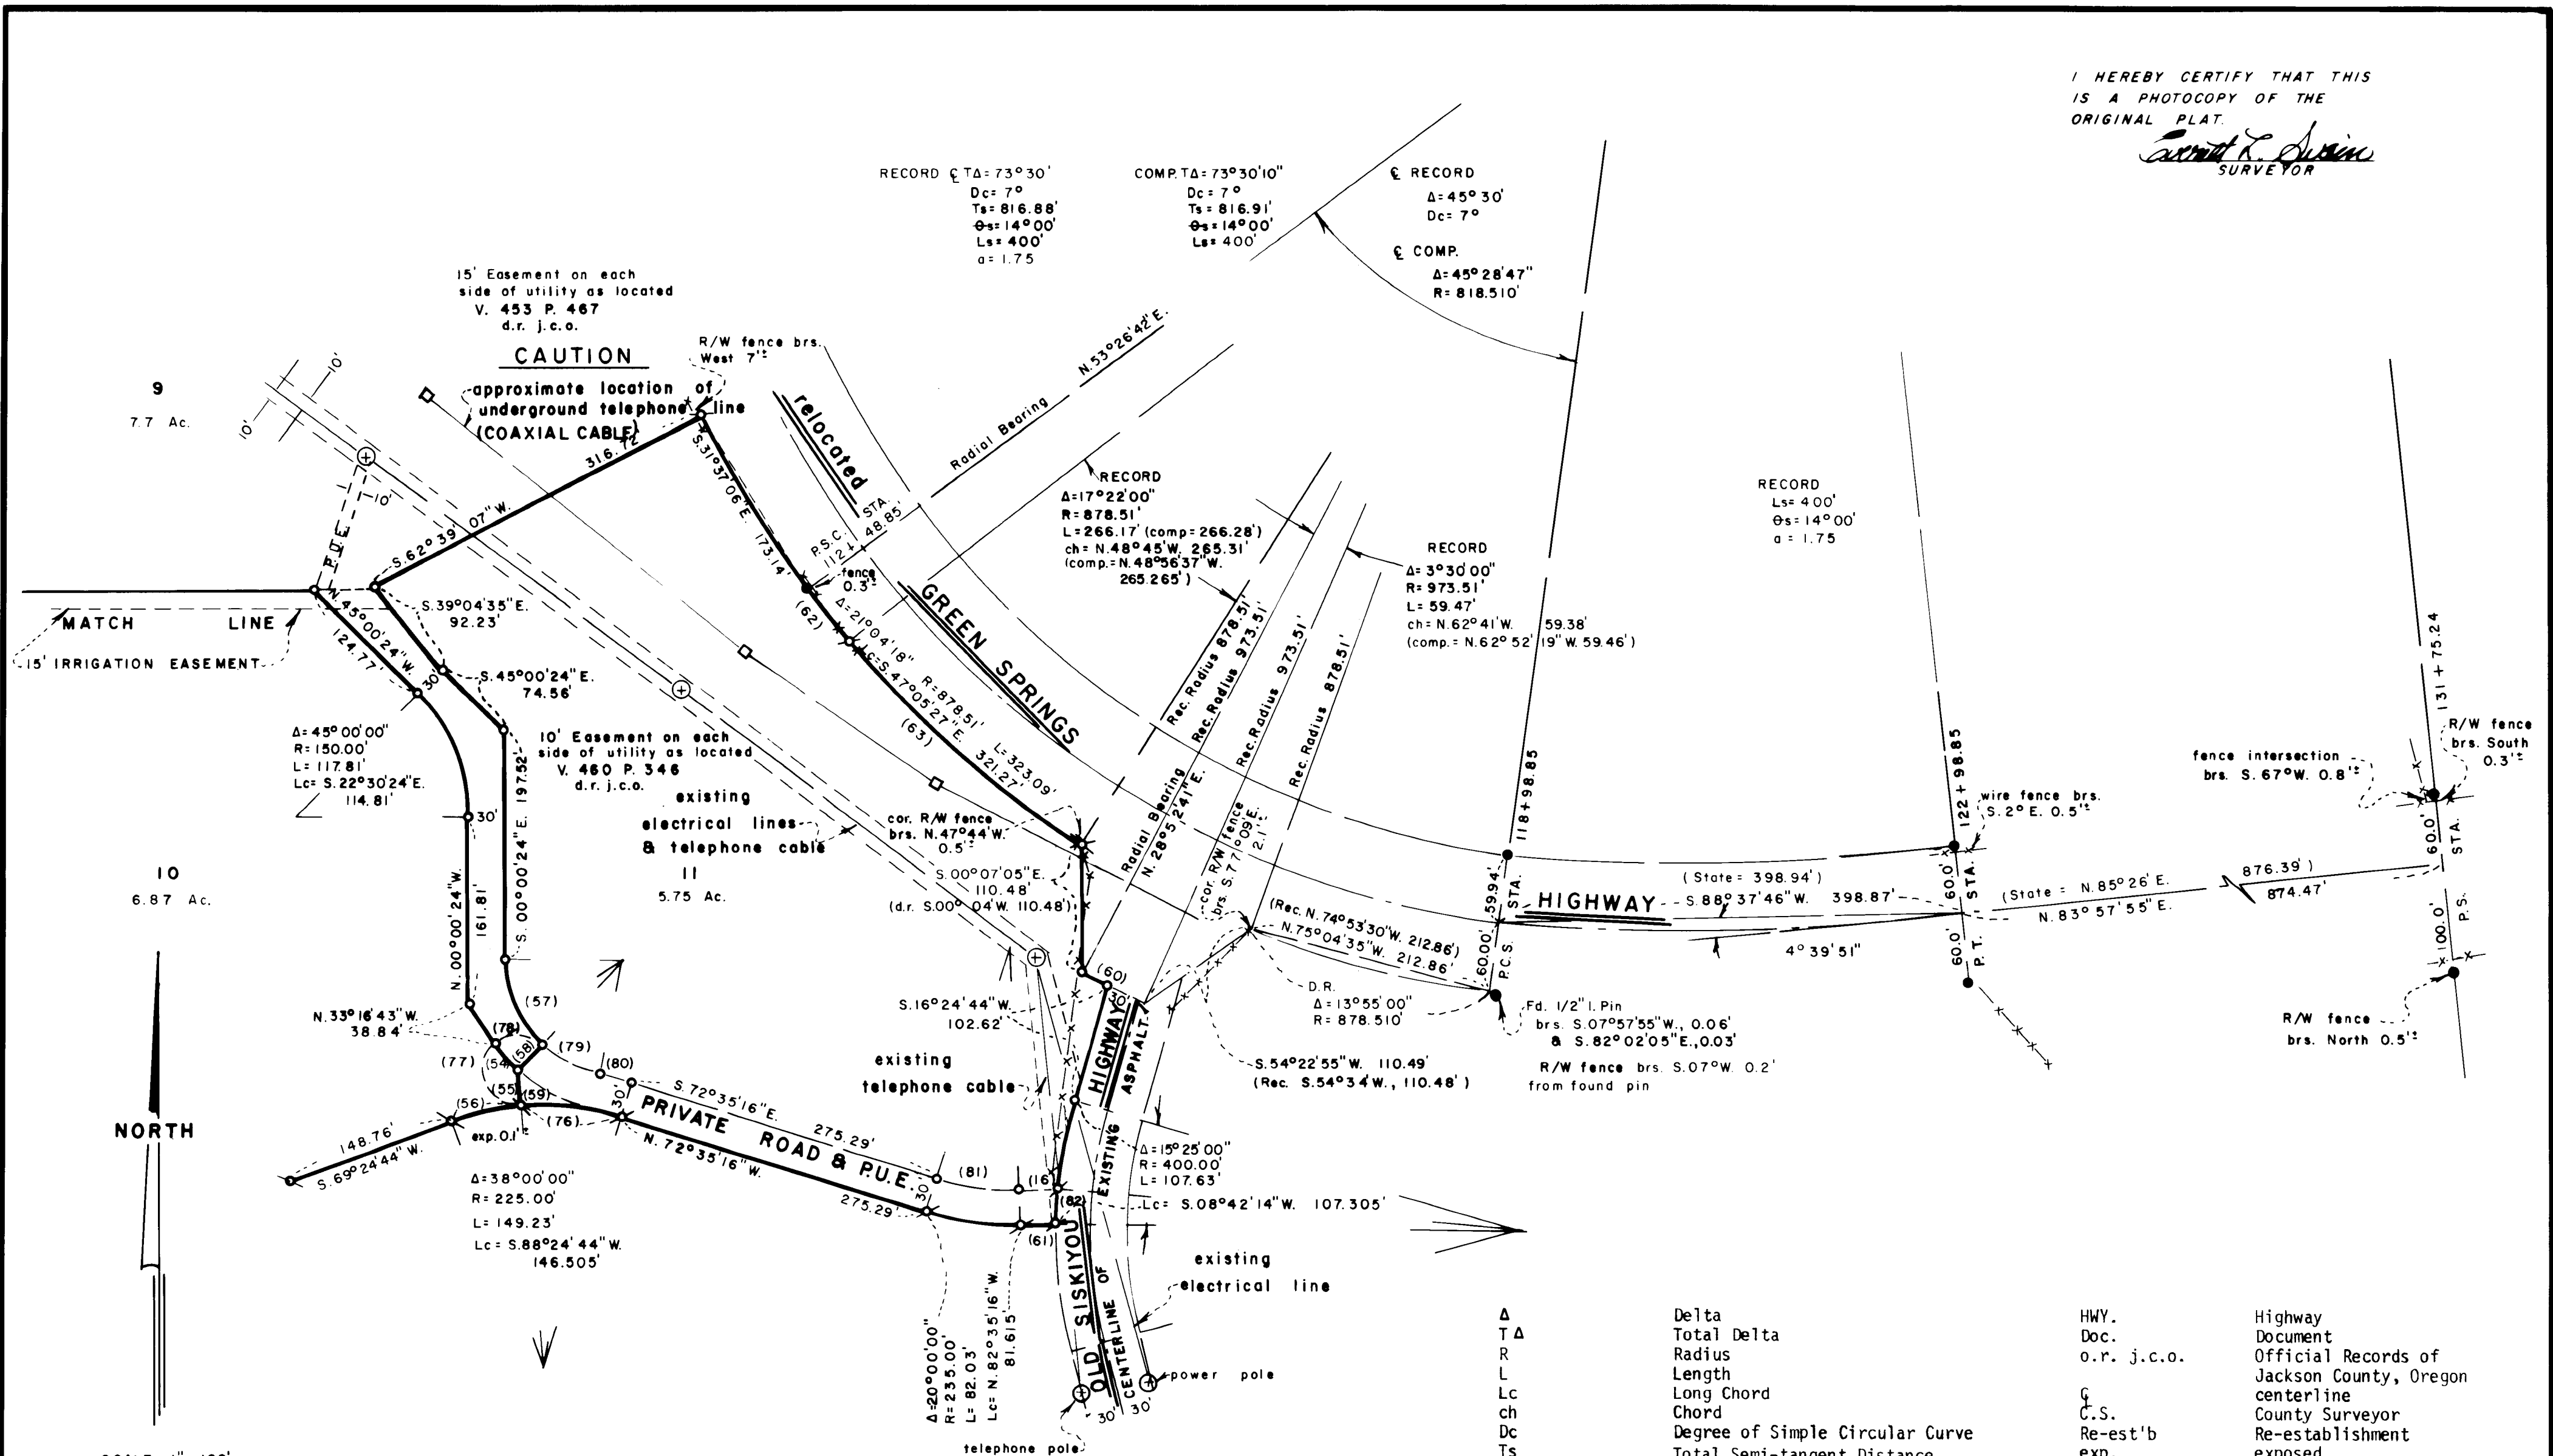 I HEREBY CERTIFY THAT THIS
IS A PHOTOCOPY OF THE
ORIGINAL PLAT.
SURVEYOR
RECORD ℄ TΔ= 73°30'
Dc= 7°
Ts= 816.88'
θs= 14°00'
Ls= 400'
a= 1.75
COMP. TΔ= 73°30'10"
Dc= 7°
Ts= 816.91'
θs= 14°00'
Ls= 400'
℄ RECORD
Δ= 45°30'
Dc= 7°
℄ COMP.
Δ= 45°28'47"
R= 818.510'
15' Easement on each
side of utility as located
V. 453 P. 467
d.r. j.c.o.
CAUTION
approximate location of
underground telephone line
(COAXIAL CABLE)
R/W fence brs.
West 7'±
9
7.7 Ac.
10'
10'
10'
P.U.E.
S.62°39'07"W.
316.72'
S.31°37'06"E. 173.14'
relocated
GREEN SPRINGS
HIGHWAY
P.S.C. STA.
112+48.85'
Radial Bearing N.53°26'42"E.
fence
0.3'±
(62)
Δ=21°04'18" R=878.51' L=323.09'
Lc=S.47°05'27"E. 321.27'
(63)
RECORD
Δ=17°22'00"
R= 878.51'
L= 266.17' (comp= 266.28')
ch= N.48°45'W. 265.31'
(comp.= N.48°56'37"W.
265.265')
RECORD
Δ= 3°30'00"
R= 973.51'
L= 59.47'
ch= N.62°41'W. 59.38'
(comp.= N.62°52'19"W. 59.46')
RECORD
Ls= 400'
θs= 14°00'
a = 1.75
Rec. Radius 878.51'
Rec. Radius 973.51'
Rec. Radius 973.51'
Rec. Radius 878.51'
Radial Bearing
N.28°52'41"E.
MATCH LINE
15' IRRIGATION EASEMENT
N.45°00'24"W.
124.77'
S.39°04'35"E.
92.23'
30'
S.45°00'24"E.
74.56'
Δ= 45°00'00"
R= 150.00'
L= 117.81'
Lc= S.22°30'24"E.
114.81'
30'
10' Easement on each
side of utility as located
V. 460 P. 346
d.r. j.c.o.
S.00°00'24"E. 197.52'
existing
electrical lines
& telephone cable
10
6.87 Ac.
11
5.75 Ac.
N.00°00'24"W.
161.81'
cor. R/W fence
brs. N.47°44'W.
0.5'±
S.00°07'05"E.
110.48'
(d.r. S.00°04'W. 110.48')
cor. R/W fence
brs. S.77°09'E.
2.1'±
(Rec. N.74°53'30"W. 212.86')
N.75°04'35"W. 212.86'
D.R.
Δ= 13°55'00"
R= 878.510'
118+98.85
59.94'
STA.
60.00'
P.C.S.
(State= 398.94')
S.88°37'46"W. 398.87'
4°39'51"
122+98.85
60.0'
STA.
60.0'
P.T.
wire fence brs.
S.2°E. 0.5'±
(State= N.85°26'E. 876.39')
N.83°57'55"E. 874.47'
fence intersection
brs. S.67°W. 0.8'±
131+75.24
R/W fence
brs. South
0.3'±
60.0'
STA.
100.0'
P.S.
R/W fence
brs. North 0.5'±
Fd. 1/2" I.Pin
brs. S.07°57'55"W., 0.06'
& S.82°02'05"E.,0.03'
R/W fence brs. S.07°W. 0.2'
from found pin
S.54°22'55"W. 110.49'
(Rec. S.54°34'W., 110.48')
(60)
30'
S.16°24'44"W.
102.62'
existing
telephone cable
OLD SISKIYOU HIGHWAY
CENTERLINE OF EXISTING ASPHALT
Δ=15°25'00"
R= 400.00'
L= 107.63'
Lc= S.08°42'14"W. 107.305'
N.33°16'43"W.
38.84'
(57)
(78)
(58)
(79)
(77)
(54)
(80)
(55)
(59)
(56)
(76)
exp. 0.1'±
148.76'
S.69°24'44"W.
30'
S.72°35'16"E. 275.29'
PRIVATE ROAD & P.U.E.
N.72°35'16"W. 275.29'
30'
(81)
(16)
(82)
(61)
Δ= 38°00'00"
R= 225.00'
L= 149.23'
Lc= S.88°24'44"W.
146.505'
Δ=20°00'00"
R= 235.00'
L= 82.03'
Lc= N.82°35'16"W.
81.615'
NORTH
existing
electrical line
power pole
30' 30'
telephone pole
Δ Delta HWY. Highway
TΔ Total Delta Doc. Document
R Radius o.r. j.c.o. Official Records of
L Length Jackson County, Oregon
Lc Long Chord ℄ centerline
ch Chord C.S. County Surveyor
Dc Degree of Simple Circular Curve Re-est'b Re-establishment
Ts Total Semi-tangent Distance exp. exposed